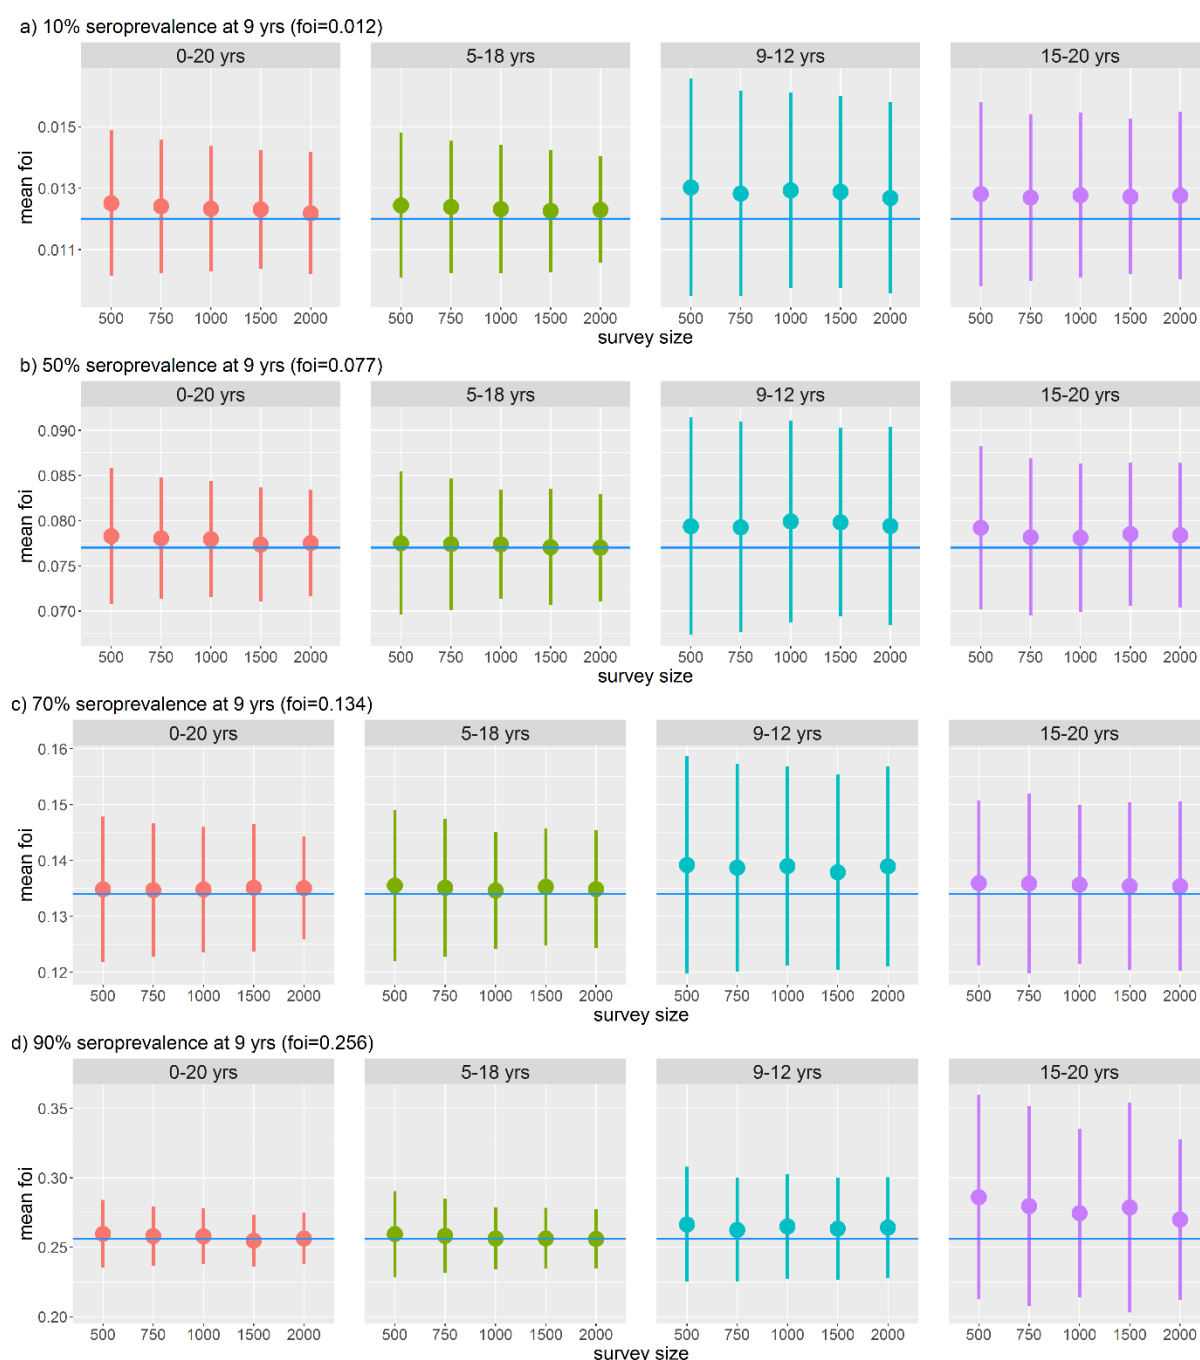 a) 10% seroprevalence at 9 yrs (foi=0.012)
0-20 yrs 5-18 yrs 9-12 yrs 15-20 yrs
mean foi
0.015
0.013
0.011
500 750 1000 1500 2000 500 750 1000 1500 2000 500 750 1000 1500 2000 500 750 1000 1500 2000
survey size
b) 50% seroprevalence at 9 yrs (foi=0.077)
0-20 yrs 5-18 yrs 9-12 yrs 15-20 yrs
mean foi
0.090
0.085
0.080
0.075
0.070
500 750 1000 1500 2000 500 750 1000 1500 2000 500 750 1000 1500 2000 500 750 1000 1500 2000
survey size
c) 70% seroprevalence at 9 yrs (foi=0.134)
0-20 yrs 5-18 yrs 9-12 yrs 15-20 yrs
mean foi
0.16
0.15
0.14
0.13
0.12
500 750 1000 1500 2000 500 750 1000 1500 2000 500 750 1000 1500 2000 500 750 1000 1500 2000
survey size
d) 90% seroprevalence at 9 yrs (foi=0.256)
0-20 yrs 5-18 yrs 9-12 yrs 15-20 yrs
mean foi
0.35
0.30
0.25
0.20
500 750 1000 1500 2000 500 750 1000 1500 2000 500 750 1000 1500 2000 500 750 1000 1500 2000
survey size